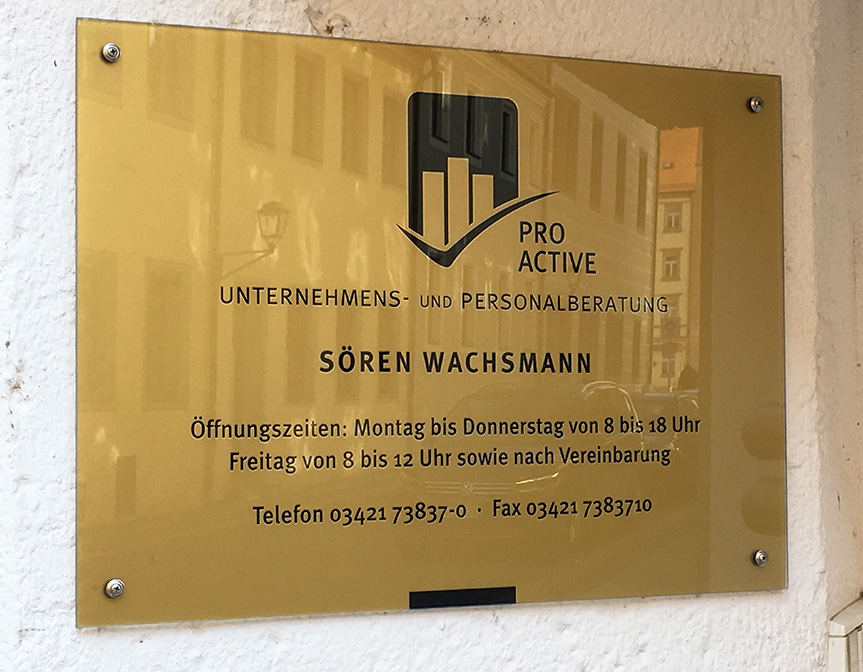 PRO
ACTIVE
UNTERNEHMENS- UND PERSONALBERATUNG
SÖREN WACHSMANN
Öffnungszeiten: Montag bis Donnerstag von 8 bis 18 Uhr
Freitag von 8 bis 12 Uhr sowie nach Vereinbarung
Telefon 03421 73837-0 · Fax 03421 7383710